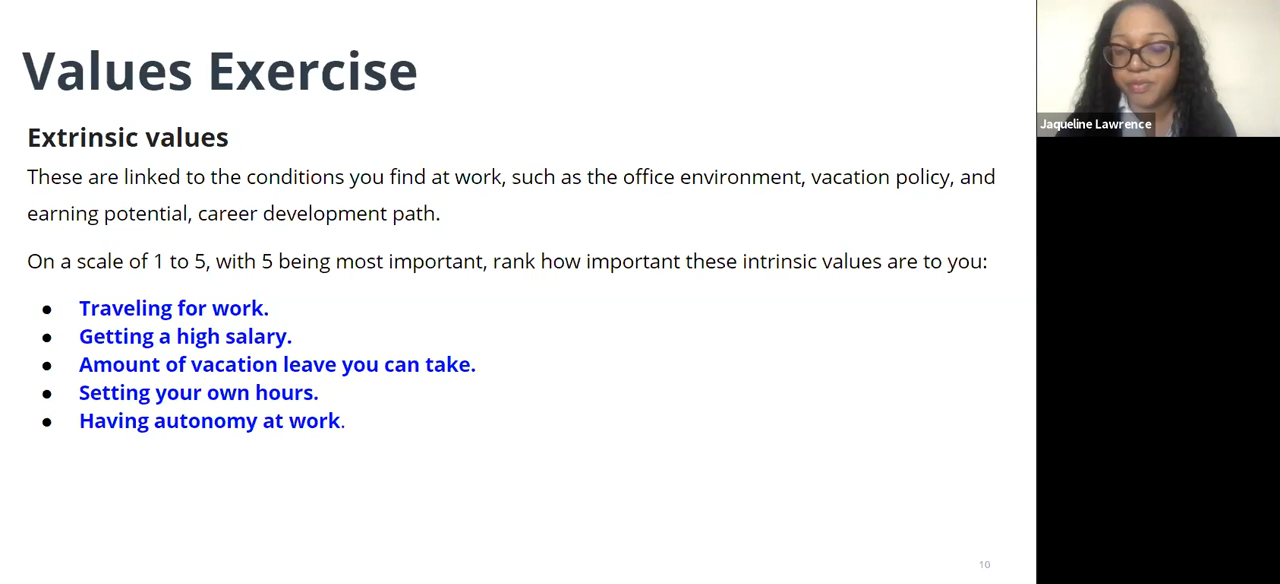 Values Exercise
Extrinsic values
These are linked to the conditions you find at work, such as the office environment, vacation policy, and
earning potential, career development path.
On a scale of 1 to 5, with 5 being most important, rank how important these intrinsic values are to you:
● Traveling for work.
● Getting a high salary.
● Amount of vacation leave you can take.
● Setting your own hours.
● Having autonomy at work.
10
Jaqueline Lawrence